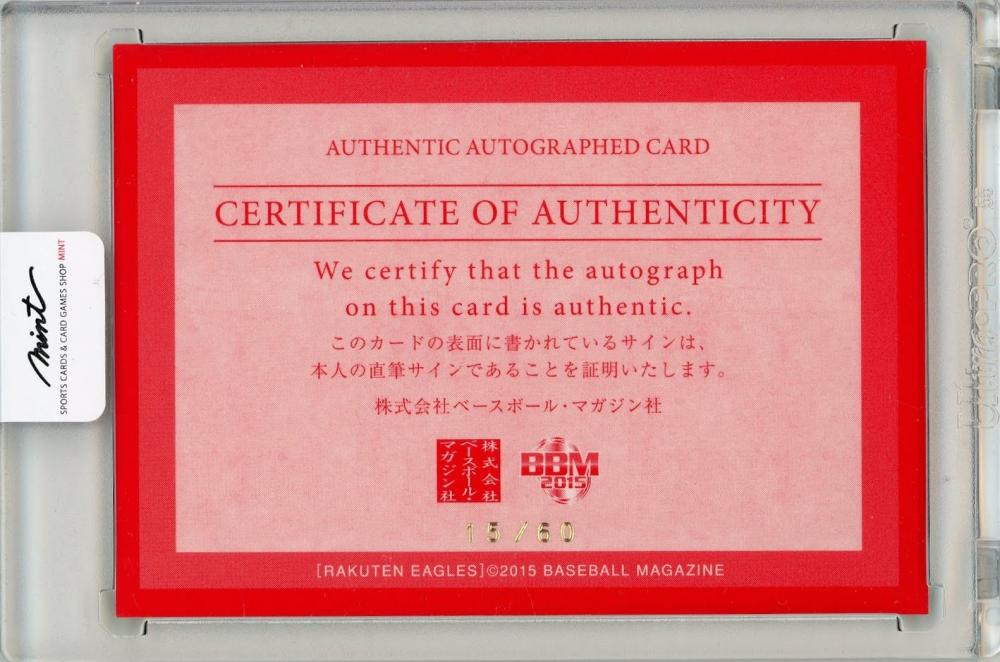 AUTHENTIC AUTOGRAPHED CARD
CERTIFICATE OF AUTHENTICITY
We certify that the autograph
on this card is authentic.
このカードの表面に書かれているサインは、
本人の直筆サインであることを証明いたします。
株式会社ベースボール・マガジン社
株式会社
ベースボール・
マガジン社
BBM
2015
15/60
[RAKUTEN EAGLES]©2015 BASEBALL MAGAZINE
mint
SPORTS CARDS & CARD GAMES SHOP MINT